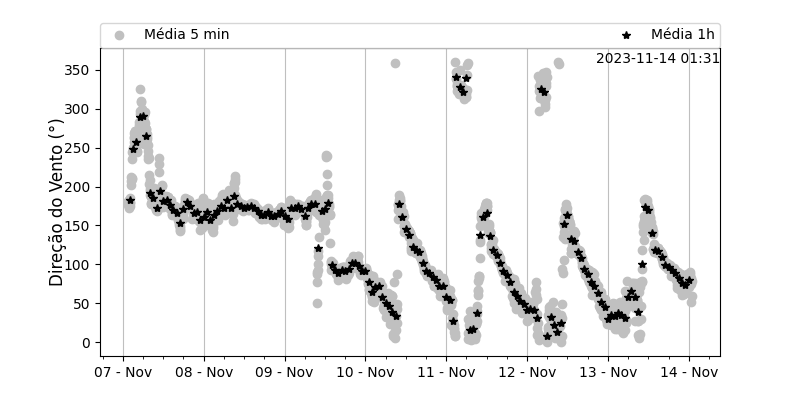 Média 5 min
Média 1h
2023-11-14 01:31
Direção do Vento (°)
350
300
250
200
150
100
50
0
07 - Nov
08 - Nov
09 - Nov
10 - Nov
11 - Nov
12 - Nov
13 - Nov
14 - Nov